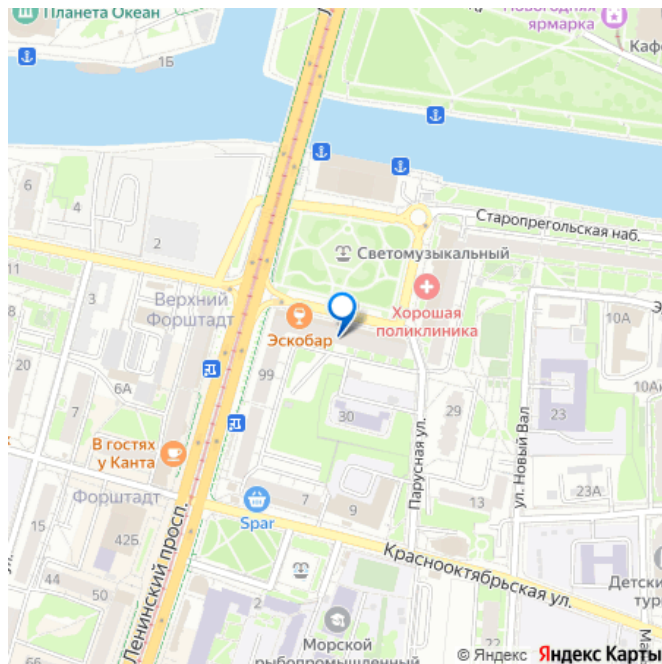 Планета Океан
Новогодняя
ярмарка
Кафе
1Б
6
4
2
Старопрегольская наб.
Светомузыкальный
11
3
Верхний
Форштадт
Хорошая
поликлиника
Эскобар
10А
20
99
6А
7
30
29
23
10А
Парусная ул.
ул. Новый Вал
В гостях
у Канта
Форштадт
Spar
7
9
13
23А
15
42Б
Ленинский просп.
Краснооктябрьская ул.
44
50
2
Детски
тур
Морской
рыбопромышленный
22
© Яндекс Яндекс Карты